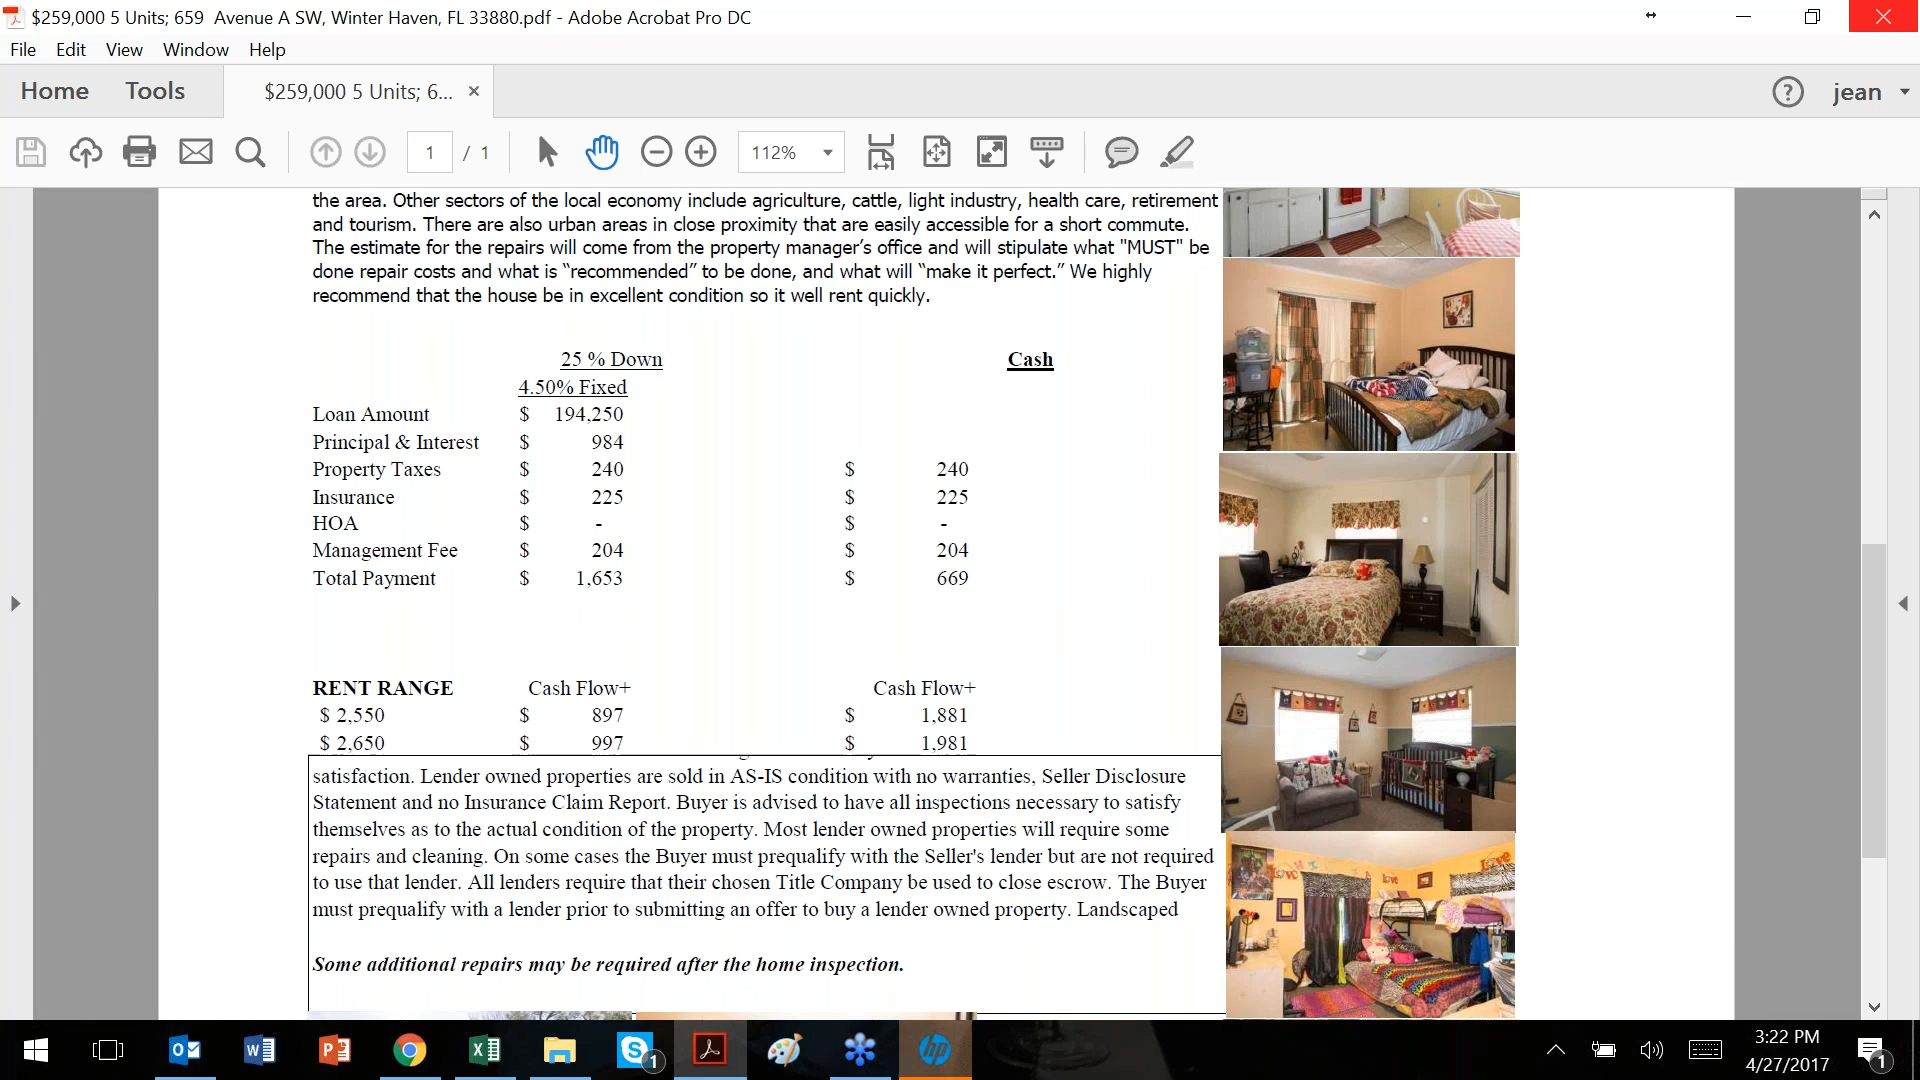 $259,000 5 Units; 659  Avenue A SW, Winter Haven, FL 33880.pdf - Adobe Acrobat Pro DC
File Edit View Window Help
Home Tools $259,000 5 Units; 6... × ? jean
1 / 1 112%
the area. Other sectors of the local economy include agriculture, cattle, light industry, health care, retirement
and tourism. There are also urban areas in close proximity that are easily accessible for a short commute.
The estimate for the repairs will come from the property manager’s office and will stipulate what "MUST" be
done repair costs and what is “recommended” to be done, and what will “make it perfect.” We highly
recommend that the house be in excellent condition so it well rent quickly.
25 % Down Cash
4.50% Fixed
Loan Amount $ 194,250
Principal & Interest $ 984
Property Taxes $ 240 $ 240
Insurance $ 225 $ 225
HOA $ - $ -
Management Fee $ 204 $ 204
Total Payment $ 1,653 $ 669
RENT RANGE Cash Flow+ Cash Flow+
$ 2,550 $ 897 $ 1,881
$ 2,650 $ 997 $ 1,981
satisfaction. Lender owned properties are sold in AS-IS condition with no warranties, Seller Disclosure
Statement and no Insurance Claim Report. Buyer is advised to have all inspections necessary to satisfy
themselves as to the actual condition of the property. Most lender owned properties will require some
repairs and cleaning. On some cases the Buyer must prequalify with the Seller's lender but are not required
to use that lender. All lenders require that their chosen Title Company be used to close escrow. The Buyer
must prequalify with a lender prior to submitting an offer to buy a lender owned property. Landscaped
Some additional repairs may be required after the home inspection.
Love
love
Love
3:22 PM
4/27/2017
1
1